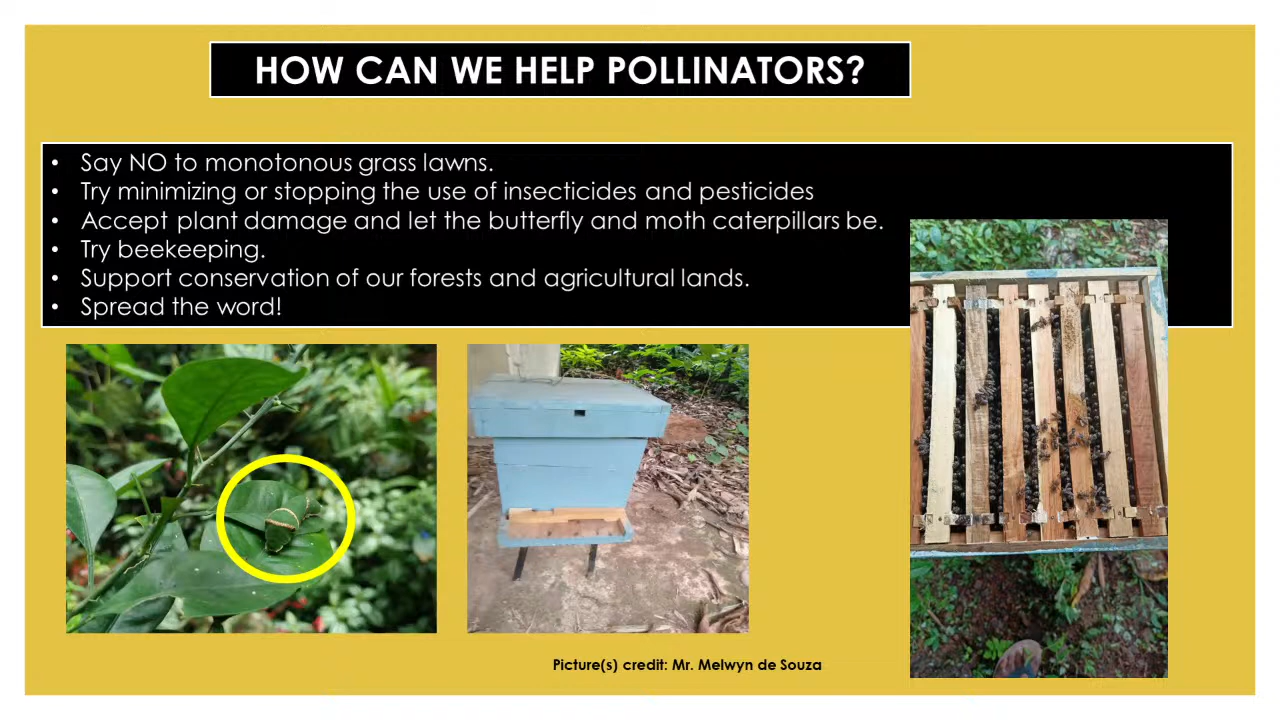 HOW CAN WE HELP POLLINATORS?
• Say NO to monotonous grass lawns.
• Try minimizing or stopping the use of insecticides and pesticides
• Accept plant damage and let the butterfly and moth caterpillars be.
• Try beekeeping.
• Support conservation of our forests and agricultural lands.
• Spread the word!
Picture(s) credit: Mr. Melwyn de Souza